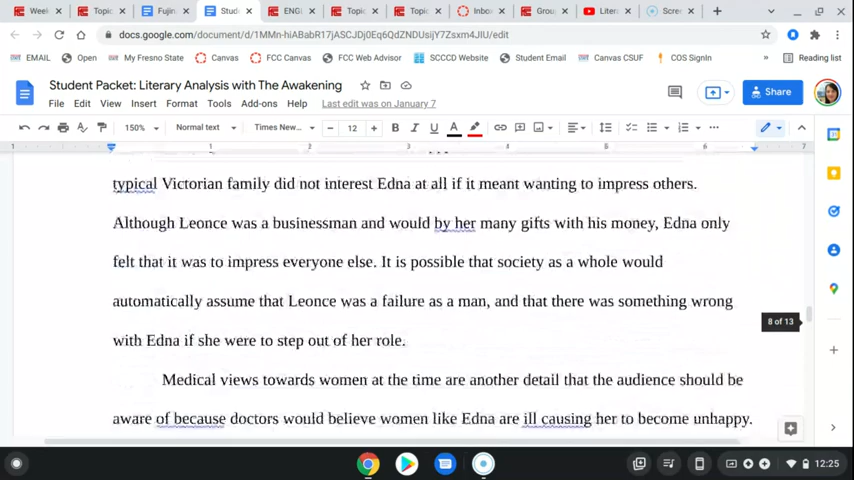 Week
Topic
Fujin
Stude
ENGL
Topic
Topic
Inbox
Grou
Litera
Scree
docs.google.com/document/d/1MMn-hiABabR17jASCJDj0Eq6QdZNDUsijY7Zsxm4JIU/edit
EMAIL
Open
My Fresno State
Canvas
FCC Canvas
FCC Web Advisor
SCCCD Website
Student Email
Canvas CSUF
COS SignIn
Reading list
Student Packet: Literary Analysis with The Awakening
File Edit View Insert Format Tools Add-ons Help Last edit was on January 7
Share
150% Normal text Times New... 12 B I U A
1 2 3 4 5 6 7
typical Victorian family did not interest Edna at all if it meant wanting to impress others.
Although Leonce was a businessman and would by her many gifts with his money, Edna only
felt that it was to impress everyone else. It is possible that society as a whole would
automatically assume that Leonce was a failure as a man, and that there was something wrong
8 of 13
with Edna if she were to step out of her role.
Medical views towards women at the time are another detail that the audience should be
aware of because doctors would believe women like Edna are ill causing her to become unhappy.
12:25